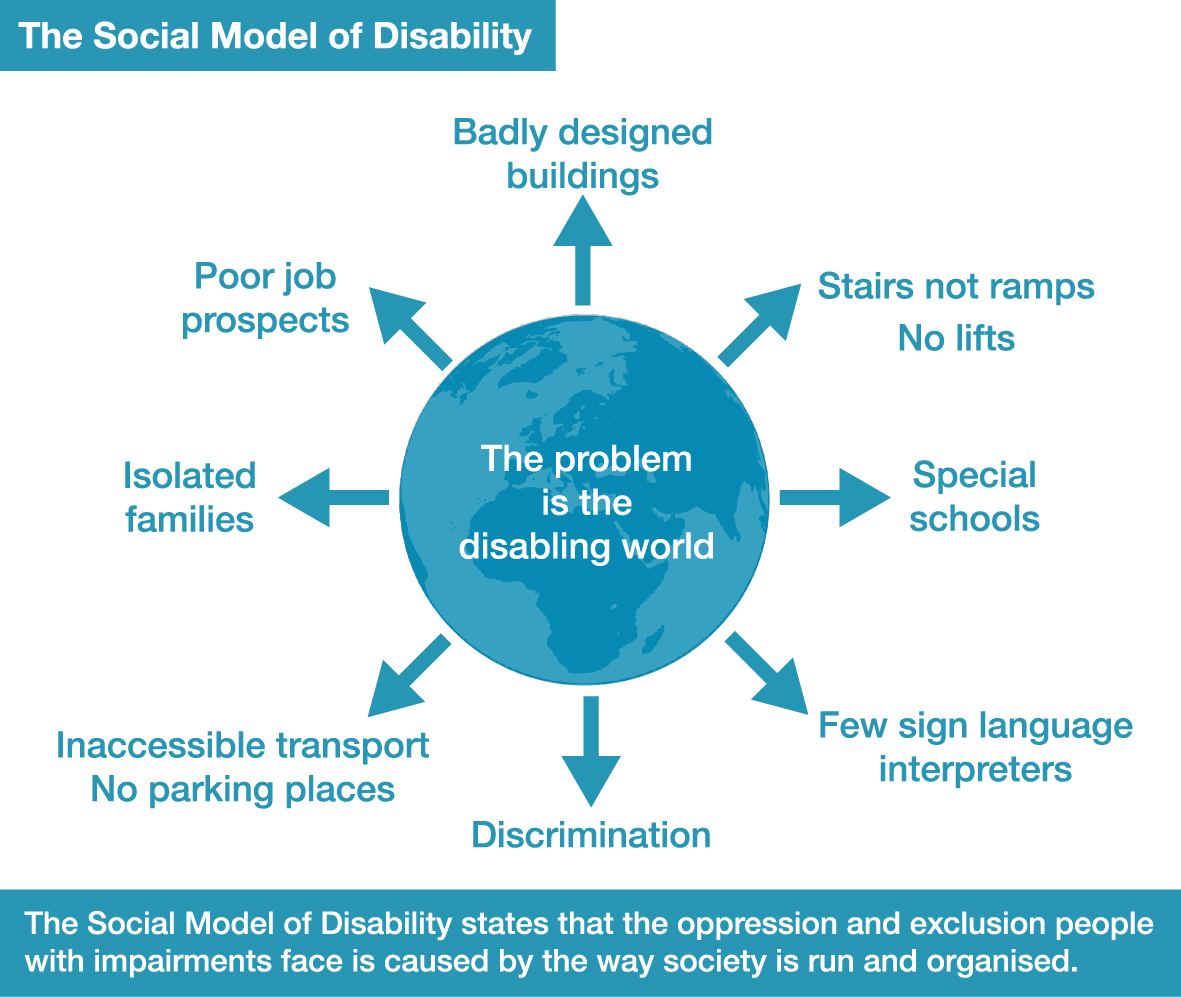 The Social Model of Disability
Badly designed
buildings
Poor job
prospects
Stairs not ramps
No lifts
Isolated
families
The problem
is the
disabling world
Special
schools
Inaccessible transport
No parking places
Few sign language
interpreters
Discrimination
The Social Model of Disability states that the oppression and exclusion people
with impairments face is caused by the way society is run and organised.